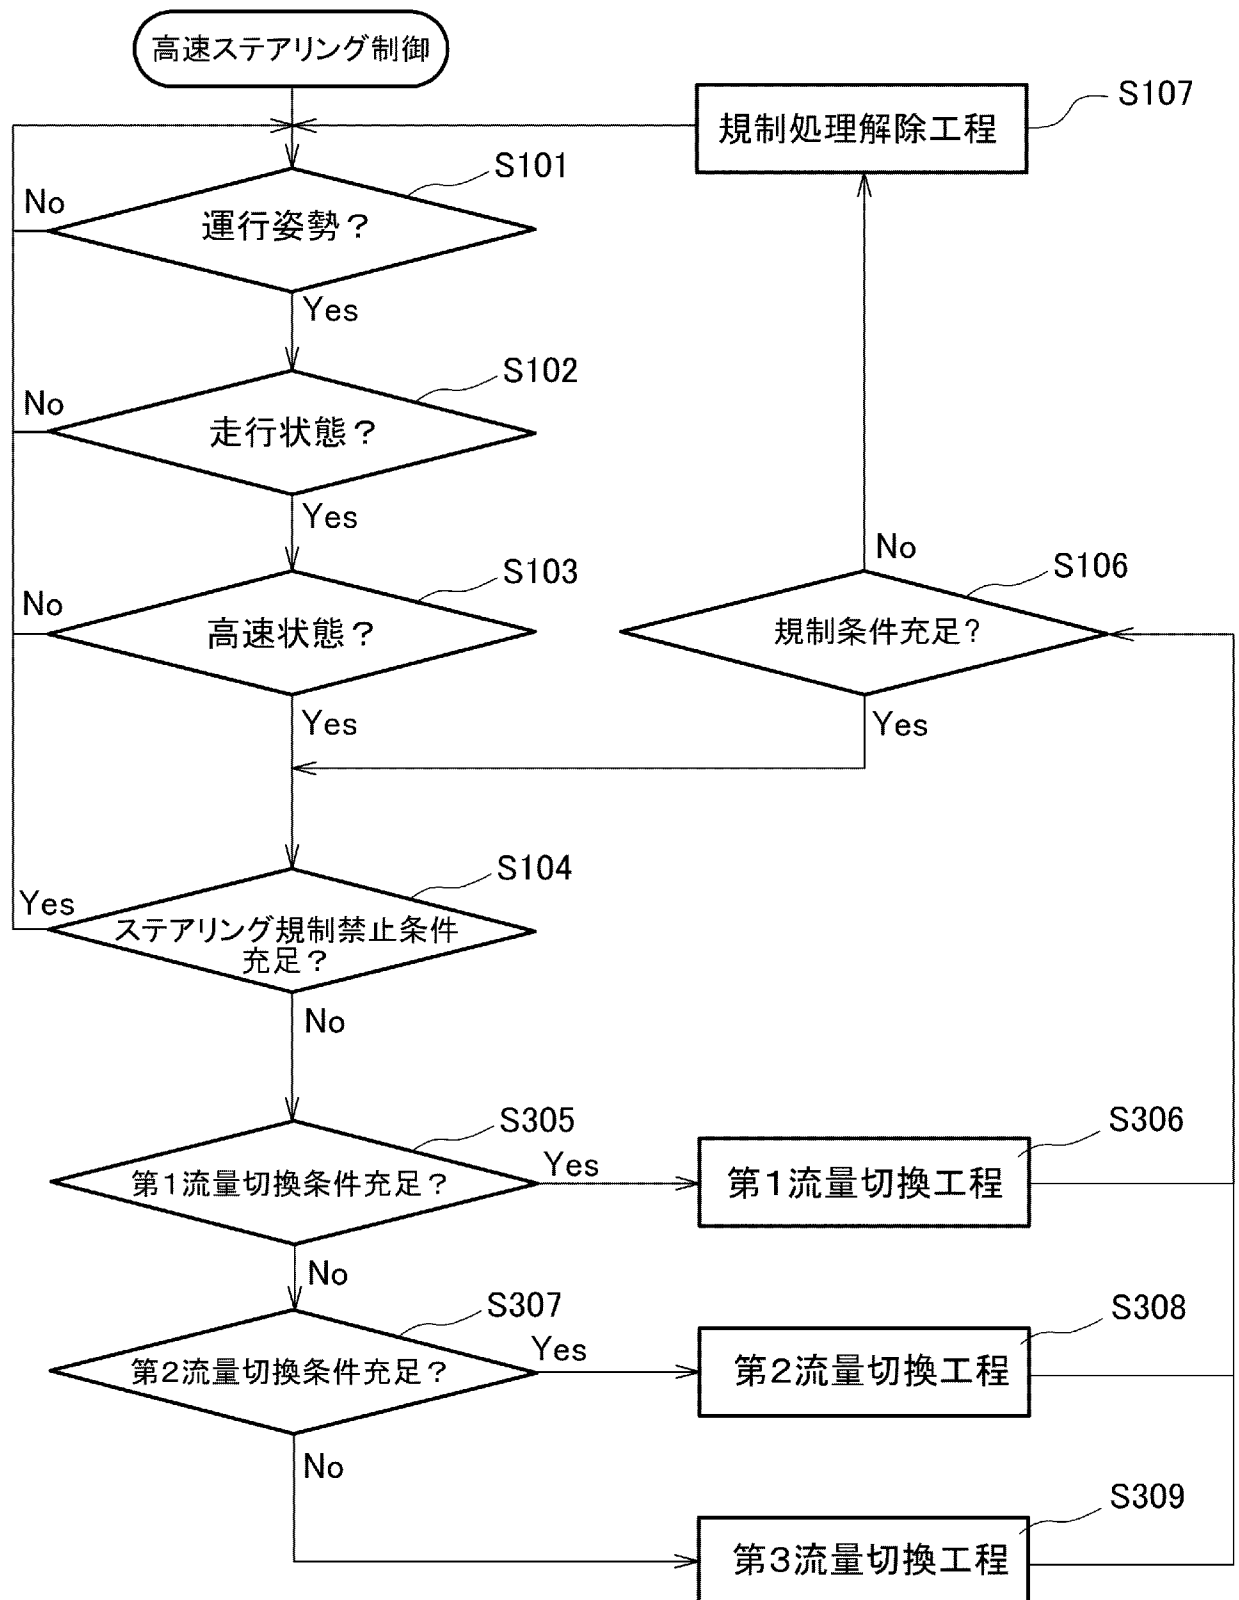 高速ステアリング制御
規制処理解除工程
S107
S101
No
運行姿勢？
Yes
S102
No
走行状態？
Yes
S103
No
高速状態？
Yes
No
S106
規制条件充足?
Yes
S104
Yes
ステアリング規制禁止条件
充足？
No
S305
第1流量切換条件充足？
Yes
S306
第１流量切換工程
No
S307
第2流量切換条件充足？
Yes
S308
第２流量切換工程
No
S309
第３流量切換工程